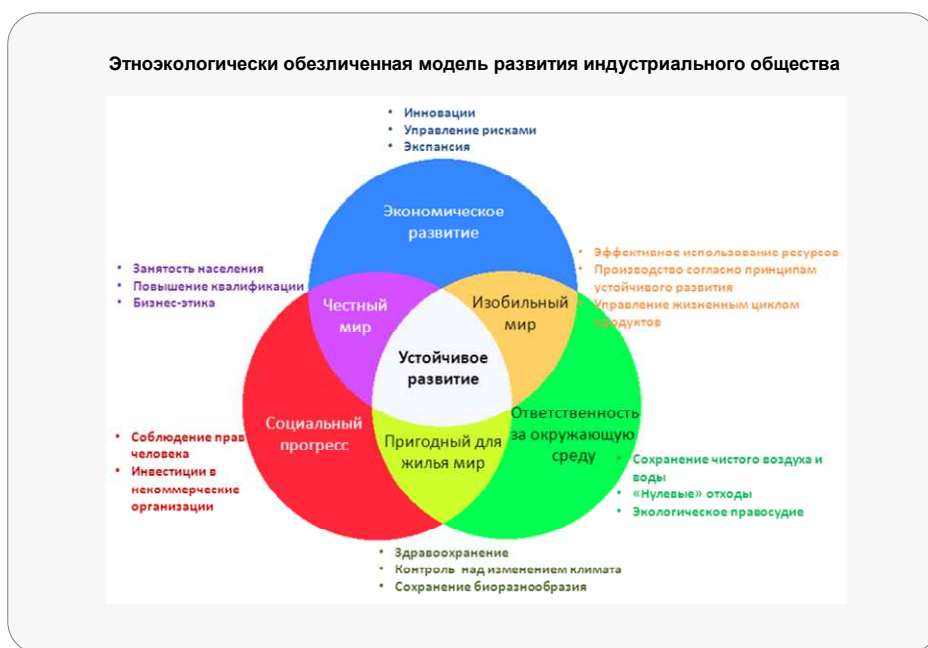 Этноэкологически обезличенная модель развития индустриального общества
• Инновации
• Управление рисками
• Экспансия
Экономическое
развитие
• Занятость населения
• Повышение квалификации
• Бизнес-этика
• Эффективное использование ресурсов
• Производство согласно принципам
устойчивого развития
• Управление жизненным циклом
продуктов
Честный
мир
Изобильный
мир
Устойчивое
развитие
Социальный
прогресс
Пригодный для
жилья мир
Ответственность
за окружающую
среду
• Соблюдение прав
человека
• Инвестиции в
некоммерческие
организации
• Сохранение чистого воздуха и
воды
• «Нулевые» отходы
• Экологическое правосудие
• Здравоохранение
• Контроль над изменением климата
• Сохранение биоразнообразия